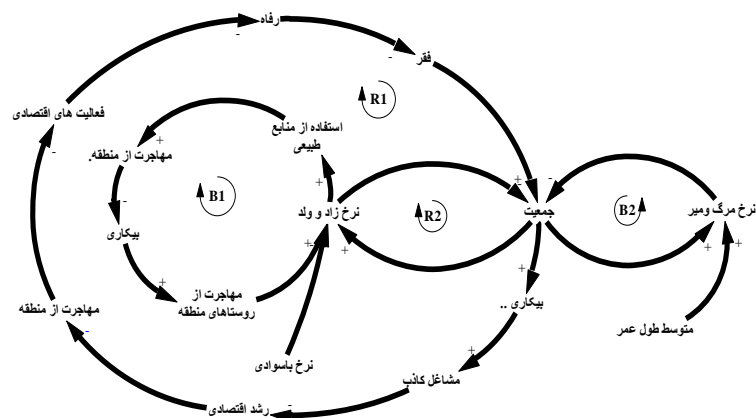 رفاه
-
فقر
-
R1
فعالیت های اقتصادی
-
استفاده از منابع
طبیعی
+
مهاجرت از منطقه.
+
-
B1
+
نرخ زاد و ولد
R2
+
جمعیت
+
-
B2
نرخ مرگ ومیر
بیکاری
+
+
+
+
+
مهاجرت از
روستاهای منطقه
+
بیکاری ..
مهاجرت از منطقه
-
متوسط طول عمر
نرخ باسوادی
+
مشاغل کاذب
-
رشد اقتصادی
-